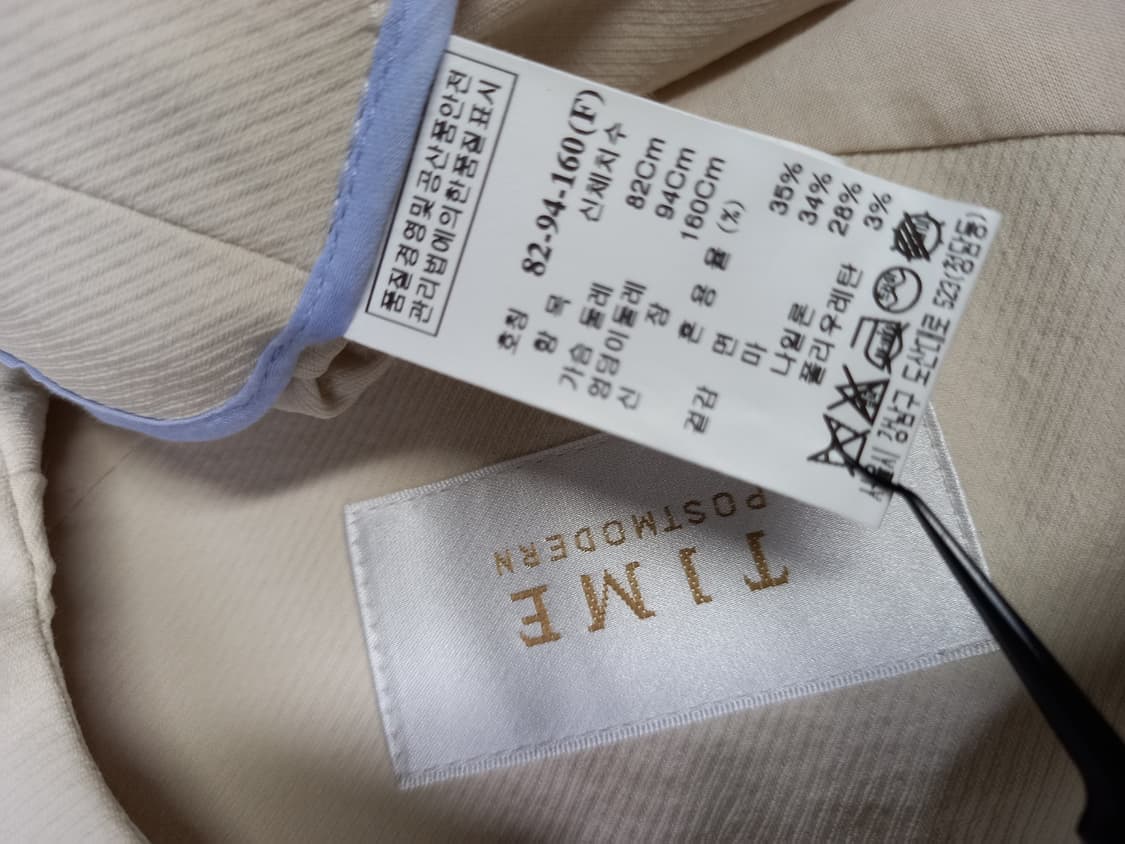 품질경영및공산품안전
관리법에의한품질표시
호칭 82-94-160(F)
항 목 신체치수
가슴 둘레 82Cm
엉덩이둘레 94Cm
신 장 160Cm
혼 용 율 (%)
겉감 면 35%
마 34%
나일론 28%
폴리우레탄 3%
서울시 강남구 도산대로 523(청담동)
TIME
POSTMODERN